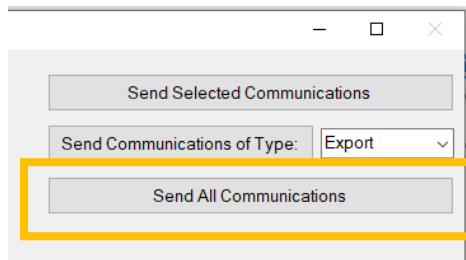 Send Selected Communications
Send Communications of Type: Export
Send All Communications